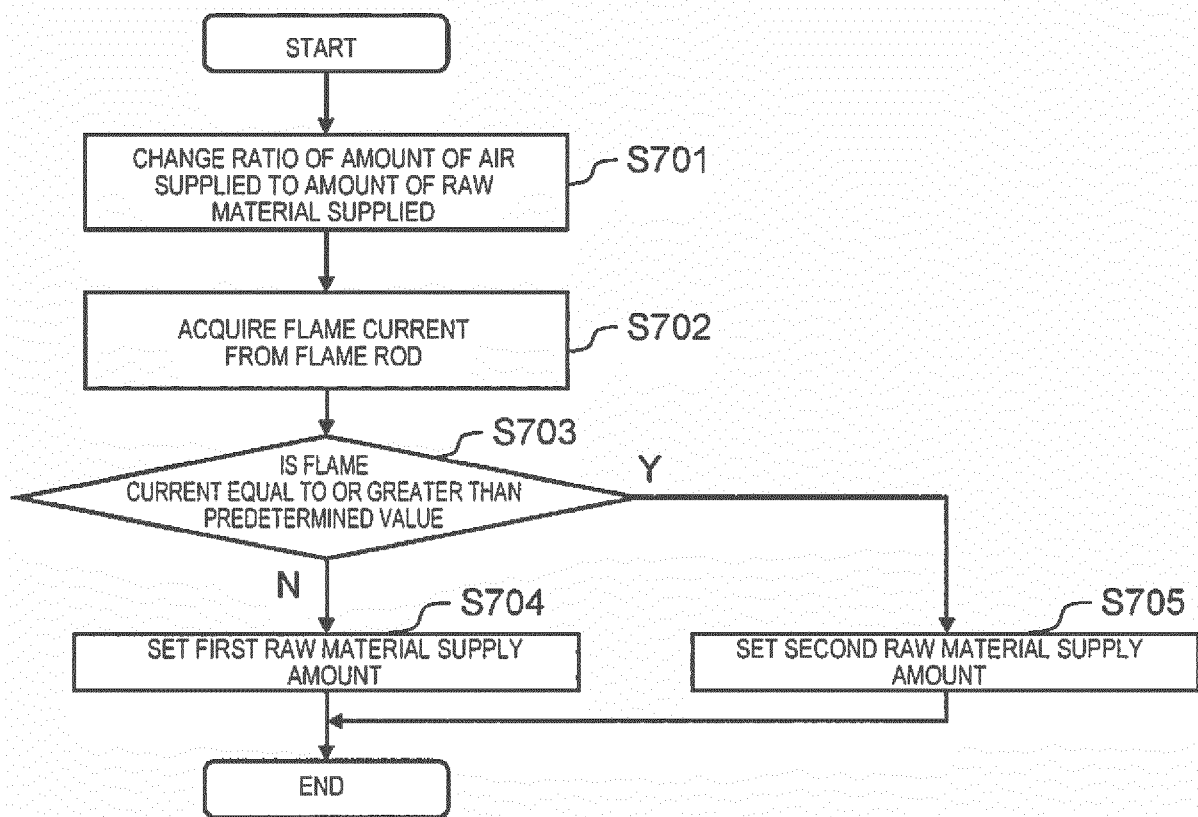 START
CHANGE RATIO OF AMOUNT OF AIR
SUPPLIED TO AMOUNT OF RAW
MATERIAL SUPPLIED
S701
ACQUIRE FLAME CURRENT
FROM FLAME ROD
S702
S703
IS FLAME
CURRENT EQUAL TO OR GREATER THAN
PREDETERMINED VALUE
Y
N
S704
SET FIRST RAW MATERIAL SUPPLY
AMOUNT
S705
SET SECOND RAW MATERIAL SUPPLY
AMOUNT
END